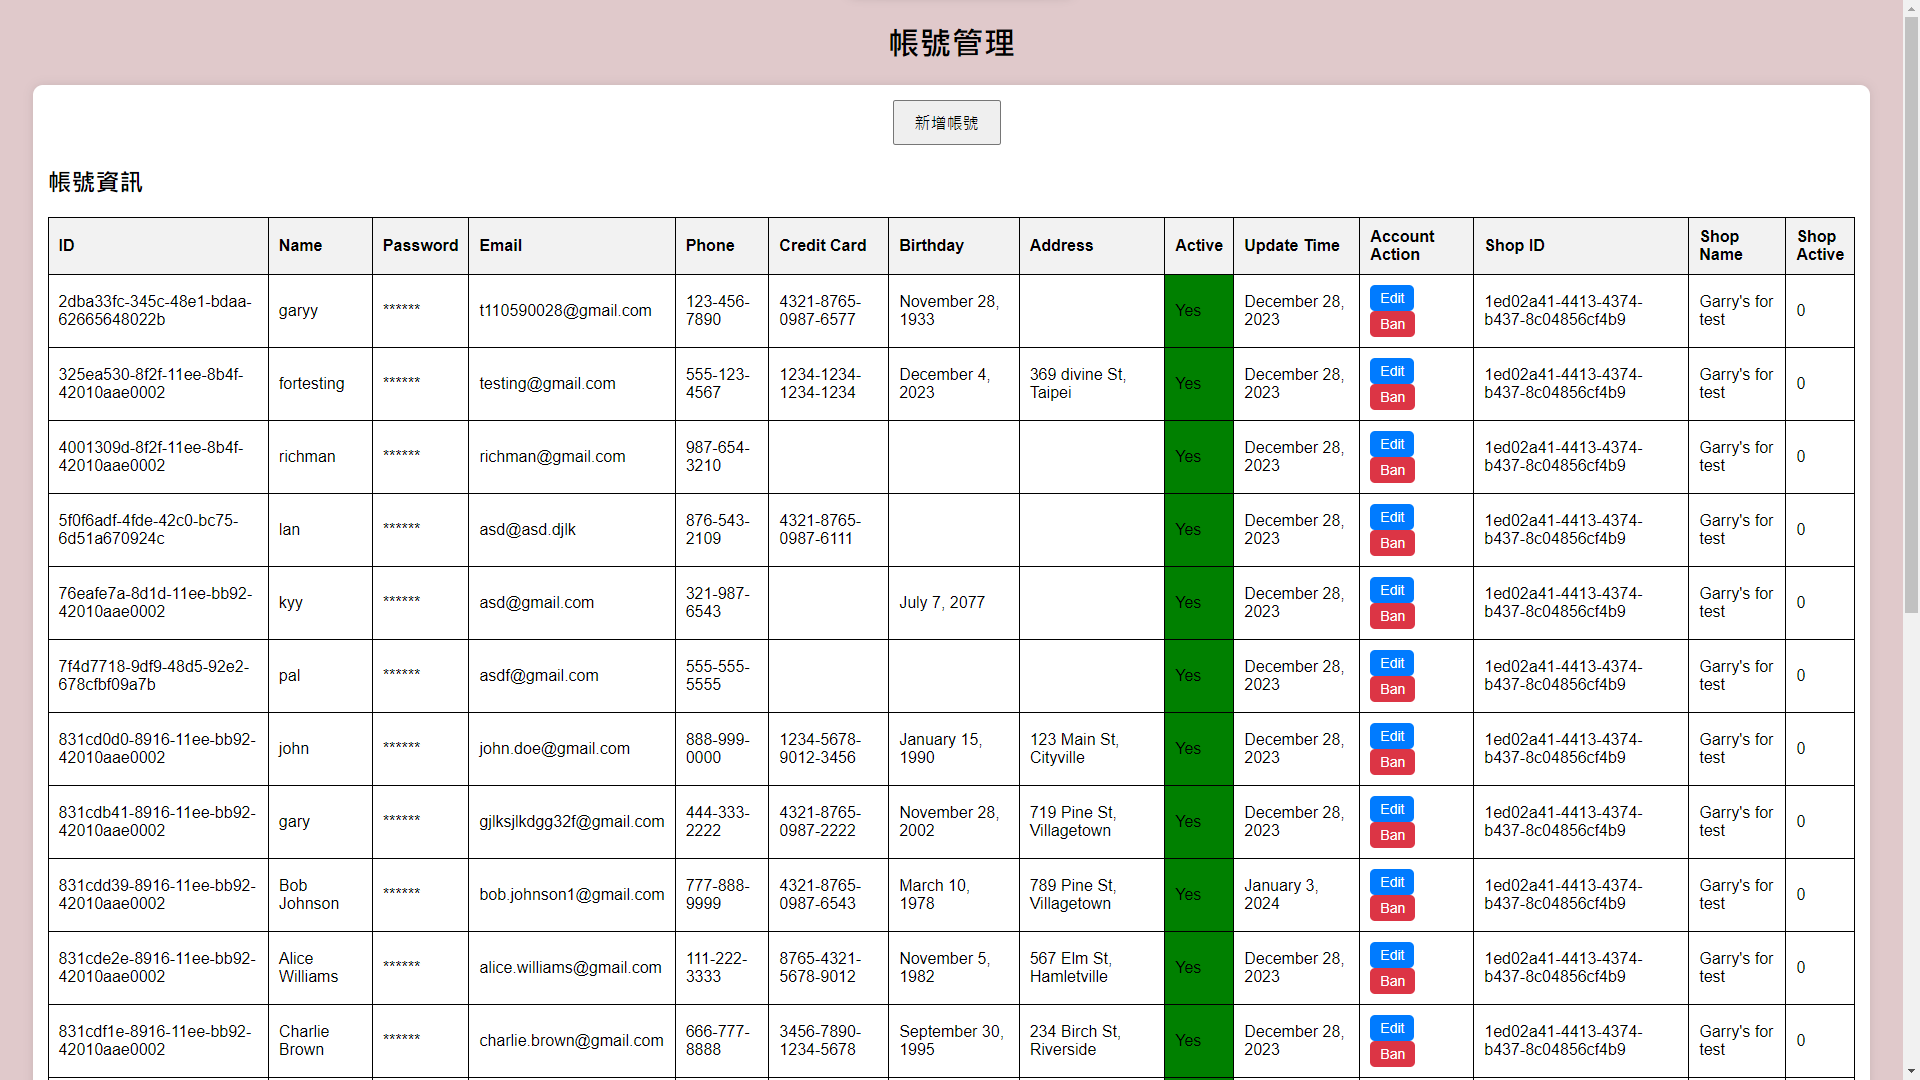 帳號管理
新增帳號
帳號資訊
ID Name Password Email Phone Credit Card Birthday Address Active Update Time Account Action Shop ID Shop Name Shop Active
2dba33fc-345c-48e1-bdaa-62665648022b garyy ****** t110590028@gmail.com 123-456-7890 4321-8765-0987-6577 November 28, 1933 Yes December 28, 2023 Edit Ban 1ed02a41-4413-4374-b437-8c04856cf4b9 Garry's for test 0
325ea530-8f2f-11ee-8b4f-42010aae0002 fortesting ****** testing@gmail.com 555-123-4567 1234-1234-1234-1234 December 4, 2023 369 divine St, Taipei Yes December 28, 2023 Edit Ban 1ed02a41-4413-4374-b437-8c04856cf4b9 Garry's for test 0
4001309d-8f2f-11ee-8b4f-42010aae0002 richman ****** richman@gmail.com 987-654-3210 Yes December 28, 2023 Edit Ban 1ed02a41-4413-4374-b437-8c04856cf4b9 Garry's for test 0
5f0f6adf-4fde-42c0-bc75-6d51a670924c lan ****** asd@asd.djlk 876-543-2109 4321-8765-0987-6111 Yes December 28, 2023 Edit Ban 1ed02a41-4413-4374-b437-8c04856cf4b9 Garry's for test 0
76eafe7a-8d1d-11ee-bb92-42010aae0002 kyy ****** asd@gmail.com 321-987-6543 July 7, 2077 Yes December 28, 2023 Edit Ban 1ed02a41-4413-4374-b437-8c04856cf4b9 Garry's for test 0
7f4d7718-9df9-48d5-92e2-678cfbf09a7b pal ****** asdf@gmail.com 555-555-5555 Yes December 28, 2023 Edit Ban 1ed02a41-4413-4374-b437-8c04856cf4b9 Garry's for test 0
831cd0d0-8916-11ee-bb92-42010aae0002 john ****** john.doe@gmail.com 888-999-0000 1234-5678-9012-3456 January 15, 1990 123 Main St, Cityville Yes December 28, 2023 Edit Ban 1ed02a41-4413-4374-b437-8c04856cf4b9 Garry's for test 0
831cdb41-8916-11ee-bb92-42010aae0002 gary ****** gjlksjlkdgg32f@gmail.com 444-333-2222 4321-8765-0987-2222 November 28, 2002 719 Pine St, Villagetown Yes December 28, 2023 Edit Ban 1ed02a41-4413-4374-b437-8c04856cf4b9 Garry's for test 0
831cdd39-8916-11ee-bb92-42010aae0002 Bob Johnson ****** bob.johnson1@gmail.com 777-888-9999 4321-8765-0987-6543 March 10, 1978 789 Pine St, Villagetown Yes January 3, 2024 Edit Ban 1ed02a41-4413-4374-b437-8c04856cf4b9 Garry's for test 0
831cde2e-8916-11ee-bb92-42010aae0002 Alice Williams ****** alice.williams@gmail.com 111-222-3333 8765-4321-5678-9012 November 5, 1982 567 Elm St, Hamletville Yes December 28, 2023 Edit Ban 1ed02a41-4413-4374-b437-8c04856cf4b9 Garry's for test 0
831cdf1e-8916-11ee-bb92-42010aae0002 Charlie Brown ****** charlie.brown@gmail.com 666-777-8888 3456-7890-1234-5678 September 30, 1995 234 Birch St, Riverside Yes December 28, 2023 Edit Ban 1ed02a41-4413-4374-b437-8c04856cf4b9 Garry's for test 0